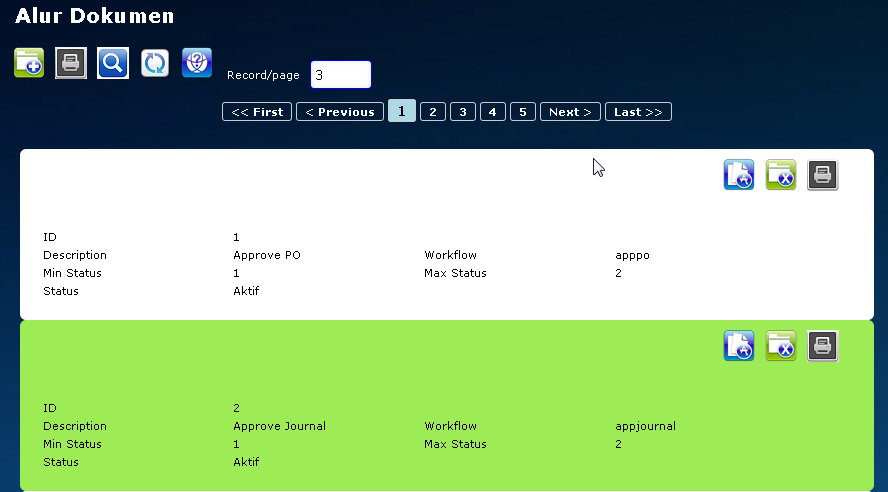 Alur Dokumen
Record/page 3
<< First < Previous 1 2 3 4 5 Next > Last >>
ID 1
Description Approve PO Workflow apppo
Min Status 1 Max Status 2
Status Aktif
ID 2
Description Approve Journal Workflow appjournal
Min Status 1 Max Status 2
Status Aktif